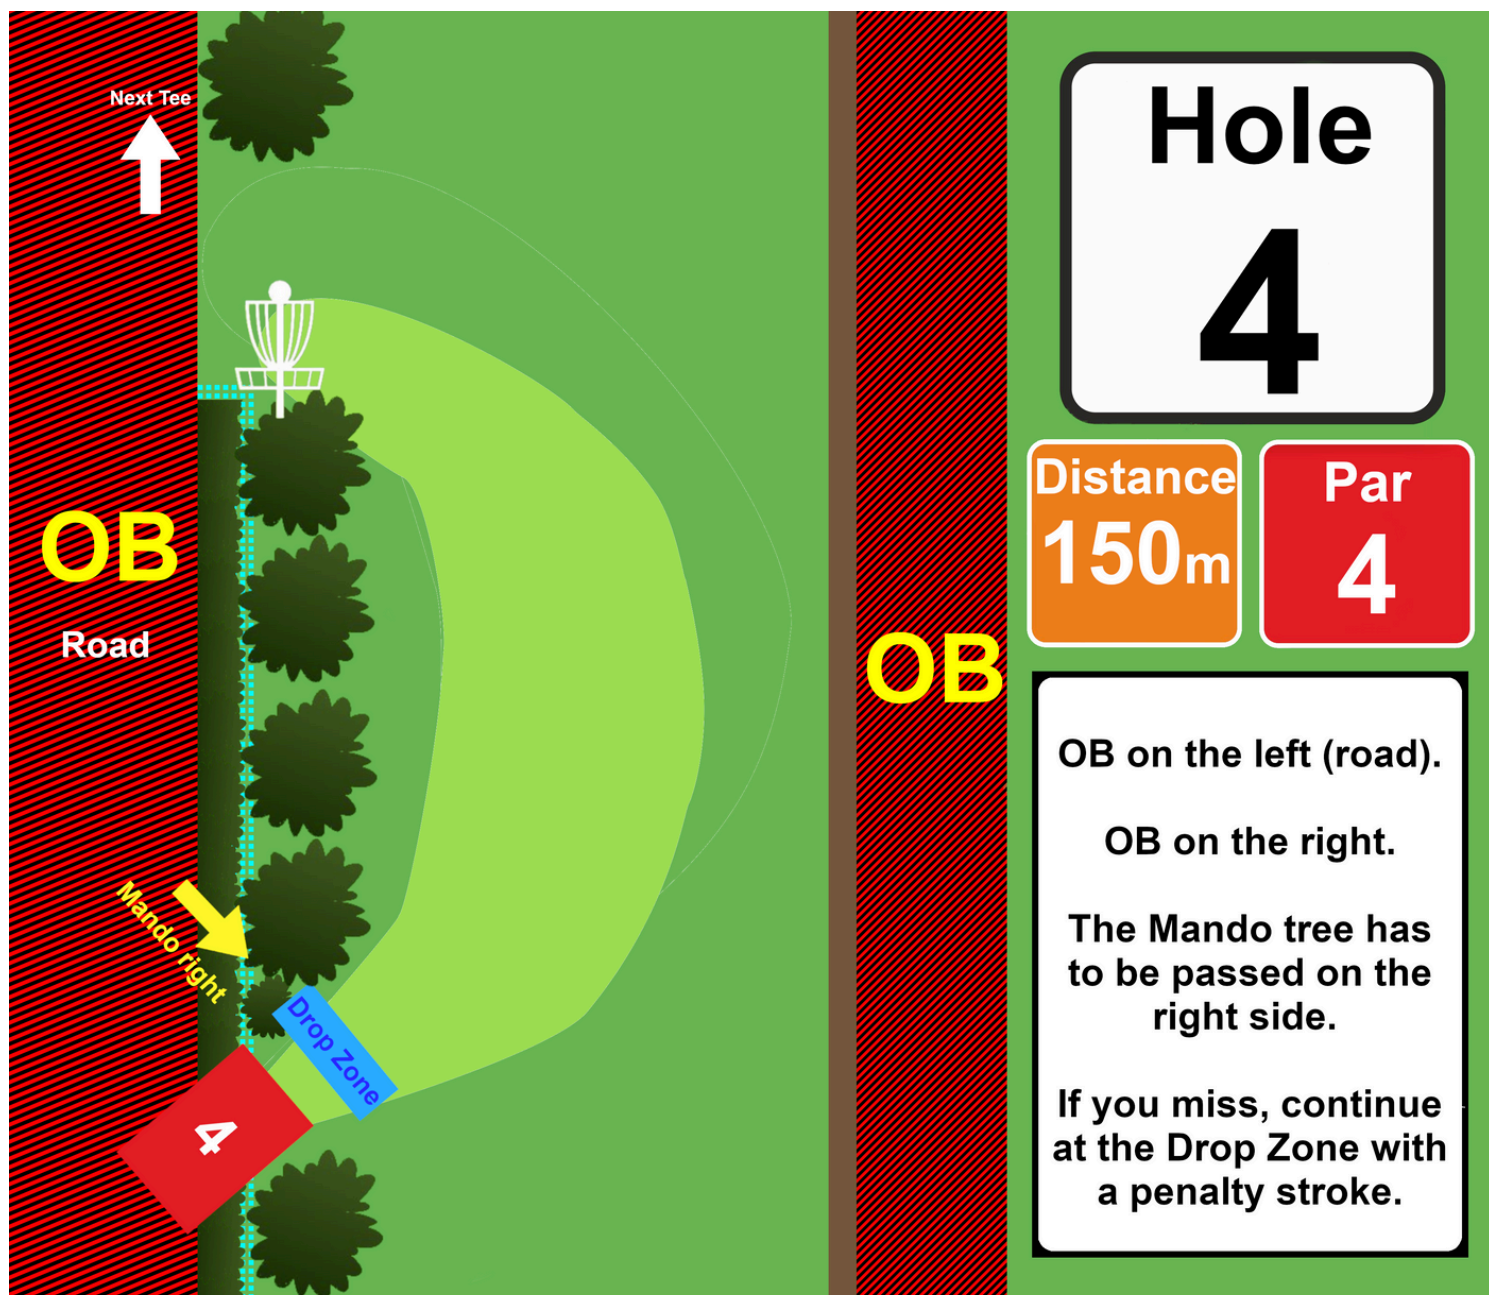 Next Tee
OB
Road
Mando right
Drop Zone
4
OB
Hole
4
Distance
150m
Par
4
OB on the left (road).
OB on the right.
The Mando tree has
to be passed on the
right side.
If you miss, continue
at the Drop Zone with
a penalty stroke.